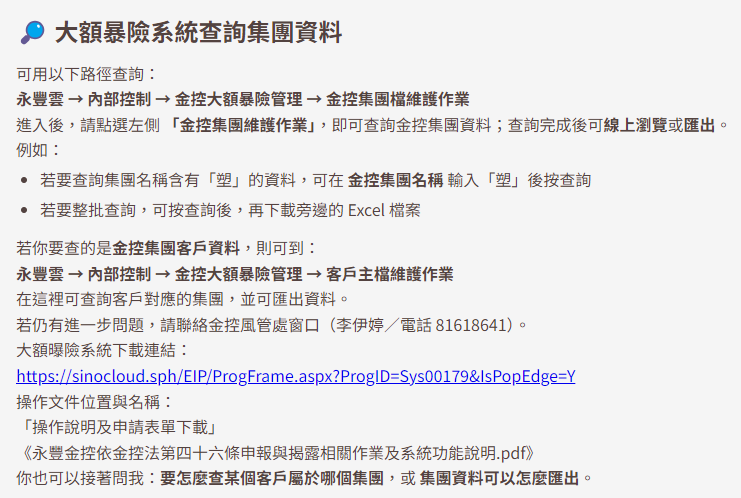 🔎 大額暴險系統查詢集團資料
可用以下路徑查詢：
永豐雲 → 內部控制 → 金控大額暴險管理 → 金控集團檔維護作業
進入後，請點選左側 「金控集團維護作業」，即可查詢金控集團資料；查詢完成後可線上瀏覽或匯出。
例如：
• 若要查詢集團名稱含有「塑」的資料，可在 金控集團名稱 輸入「塑」後按查詢
• 若要整批查詢，可按查詢後，再下載旁邊的 Excel 檔案
若你要查的是金控集團客戶資料，則可到：
永豐雲 → 內部控制 → 金控大額暴險管理 → 客戶主檔維護作業
在這裡可查詢客戶對應的集團，並可匯出資料。
若仍有進一步問題，請聯絡金控風管處窗口（李伊婷／電話 81618641）。
大額曝險系統下載連結：
https://sinocloud.sph/EIP/ProgFrame.aspx?ProgID=Sys00179&IsPopEdge=Y
操作文件位置與名稱：
「操作說明及申請表單下載」
《永豐金控依金控法第四十六條申報與揭露相關作業及系統功能說明.pdf》
你也可以接著問我：要怎麼查某個客戶屬於哪個集團，或 集團資料可以怎麼匯出。